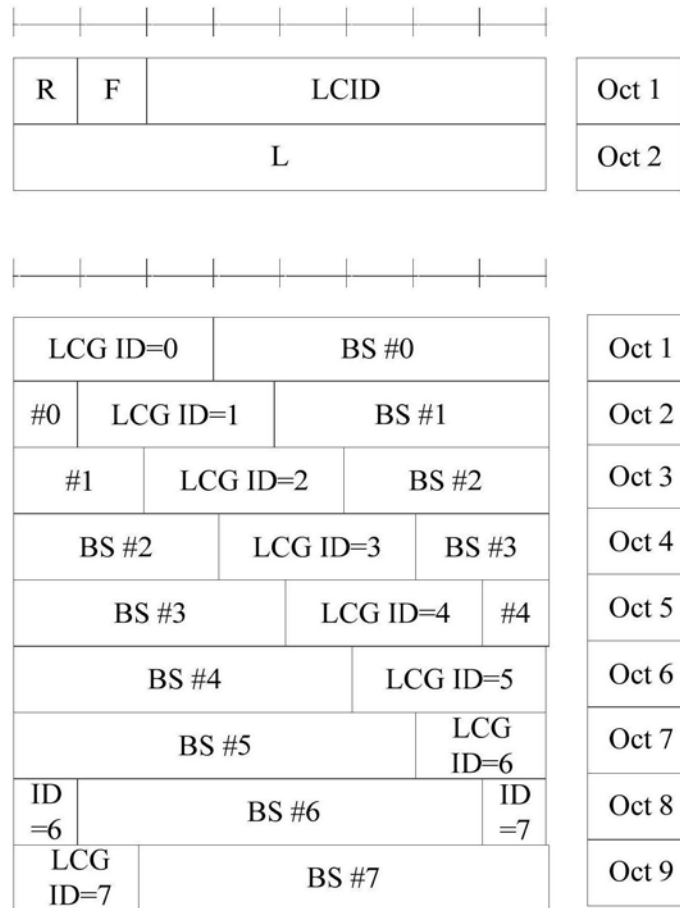 R F LCID Oct 1
L Oct 2
LCG ID=0 BS #0 Oct 1
#0 LCG ID=1 BS #1 Oct 2
#1 LCG ID=2 BS #2 Oct 3
BS #2 LCG ID=3 BS #3 Oct 4
BS #3 LCG ID=4 #4 Oct 5
BS #4 LCG ID=5 Oct 6
BS #5 LCG ID=6 Oct 7
ID =6 BS #6 ID =7 Oct 8
LCG ID=7 BS #7 Oct 9